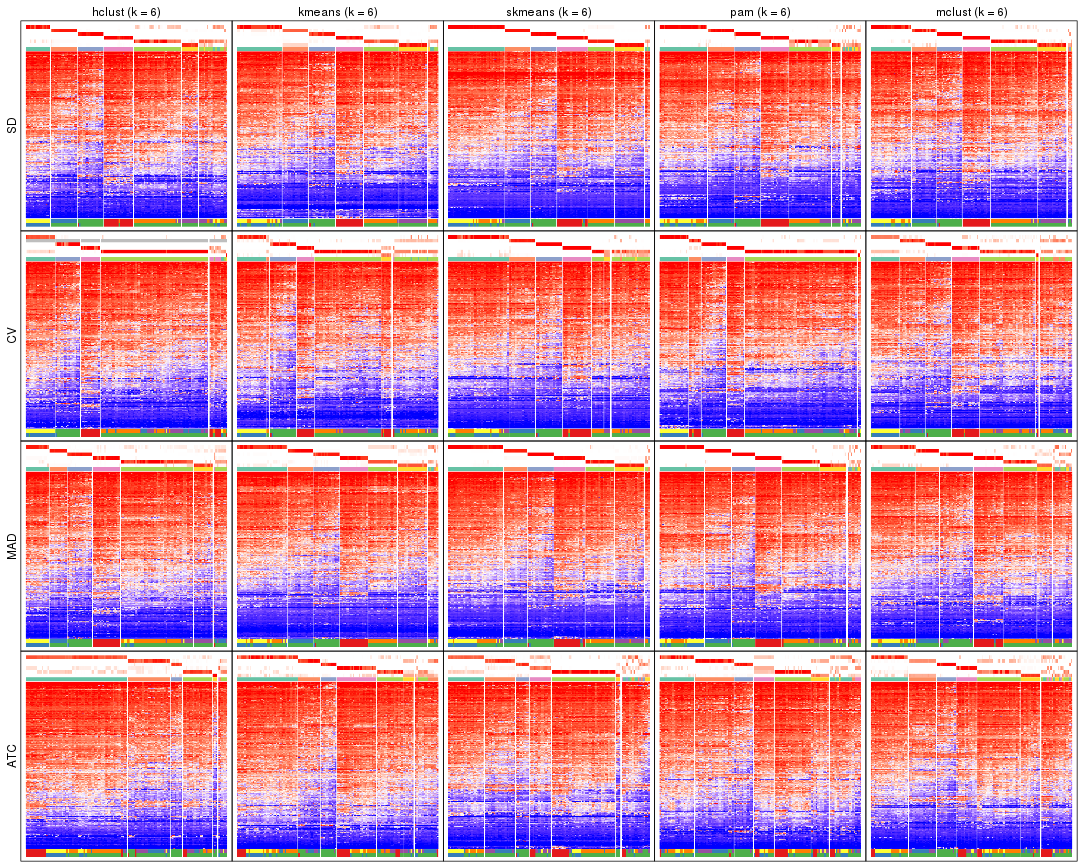 hclust (k = 6) kmeans (k = 6) skmeans (k = 6) pam (k = 6) mclust (k = 6)
SD
CV
MAD
ATC